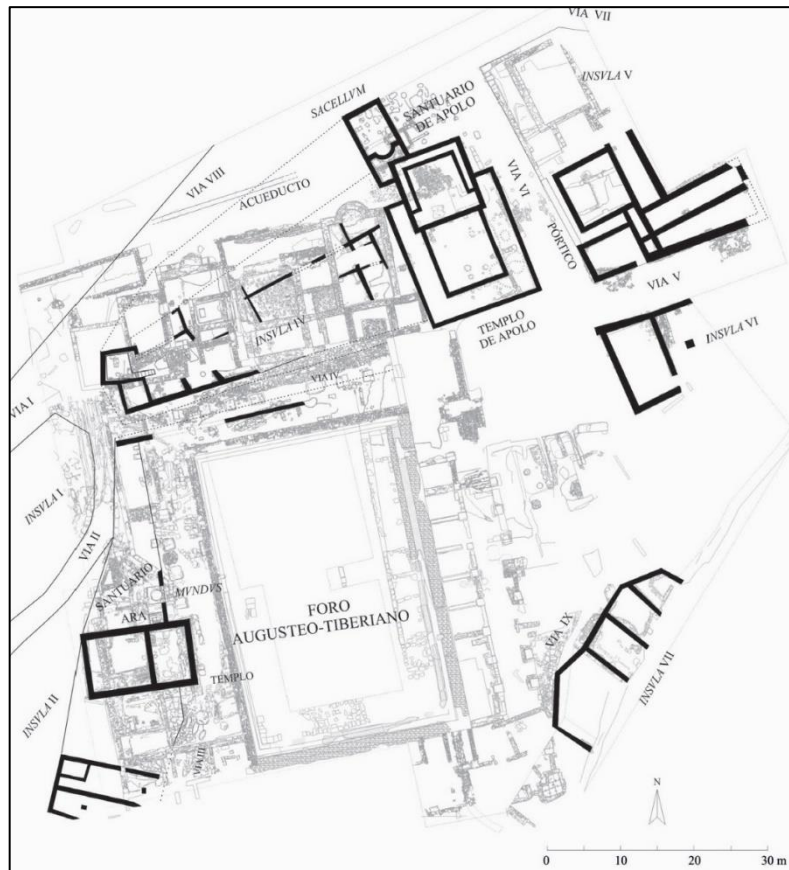 VIA VII
INSVLA V
SACELLVM
SANTUARIO
DE APOLO
VIA VIII
ACUEDUCTO
VIA VI
PÓRTICO
VIA V
TEMPLO
DE APOLO
INSVLA VI
INSVLA IV
VIA IV
VIA I
INSVLA I
VIA II
SANTUARIO
ARA
MVNDVS
TEMPLO
FORO
AUGUSTEO-TIBERIANO
VIA IX
INSVLA VII
INSVLA II
VIA III
N
0 10 20 30 m